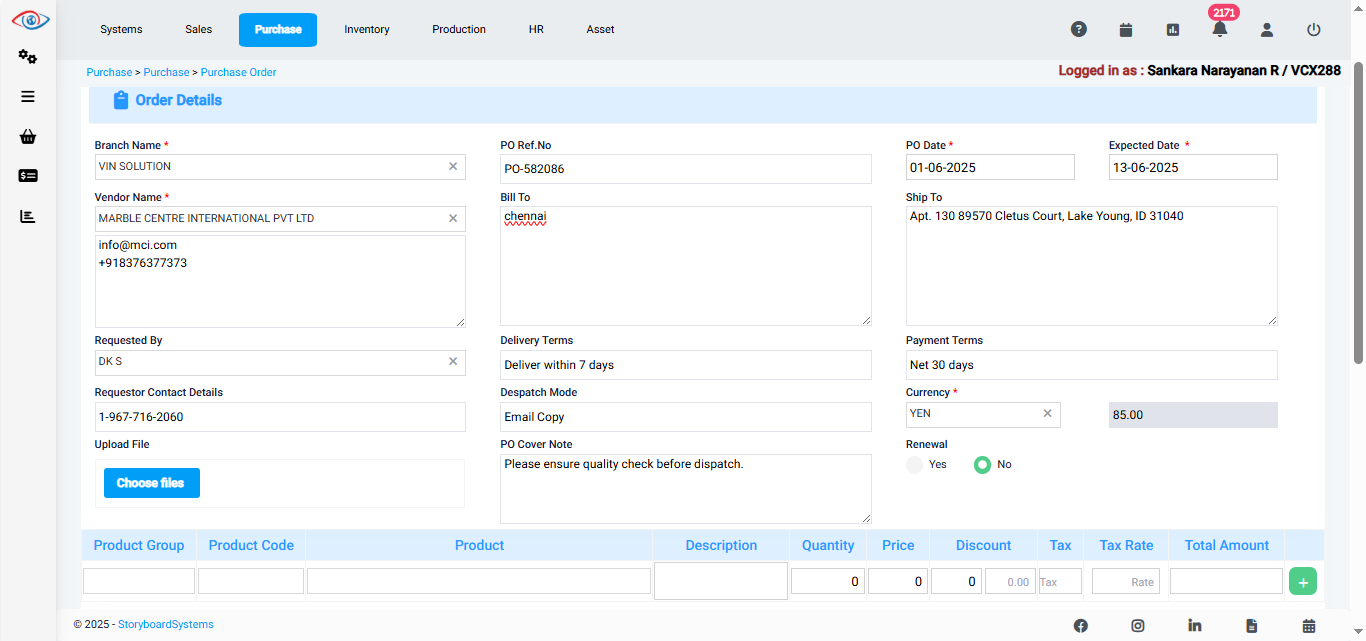 2171
Systems Sales Purchase Inventory Production HR Asset
Purchase > Purchase > Purchase Order
Logged in as : Sankara Narayanan R / VCX288
Order Details
Branch Name * PO Ref.No PO Date * Expected Date *
VIN SOLUTION × PO-582086 01-06-2025 13-06-2025
Vendor Name * Bill To Ship To
MARBLE CENTRE INTERNATIONAL PVT LTD × chennai Apt. 130 89570 Cletus Court, Lake Young, ID 31040
info@mci.com
+918376377373
Requested By Delivery Terms Payment Terms
DK S × Deliver within 7 days Net 30 days
Requestor Contact Details Despatch Mode Currency *
1-967-716-2060 Email Copy YEN × 85.00
Upload File PO Cover Note Renewal
Choose files Please ensure quality check before dispatch. Yes No
Product Group Product Code Product Description Quantity Price Discount Tax Tax Rate Total Amount
0 0 0 0.00 Tax Rate +
© 2025 - StoryboardSystems